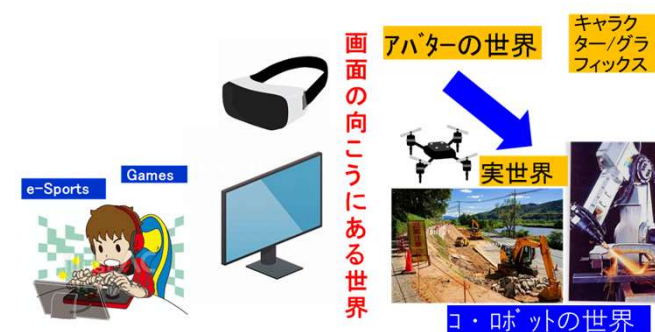 e-Sports
Games
画面の向こうにある世界
アバターの世界
キャラク
ター/グラ
フィックス
実世界
コ・ロボットの世界